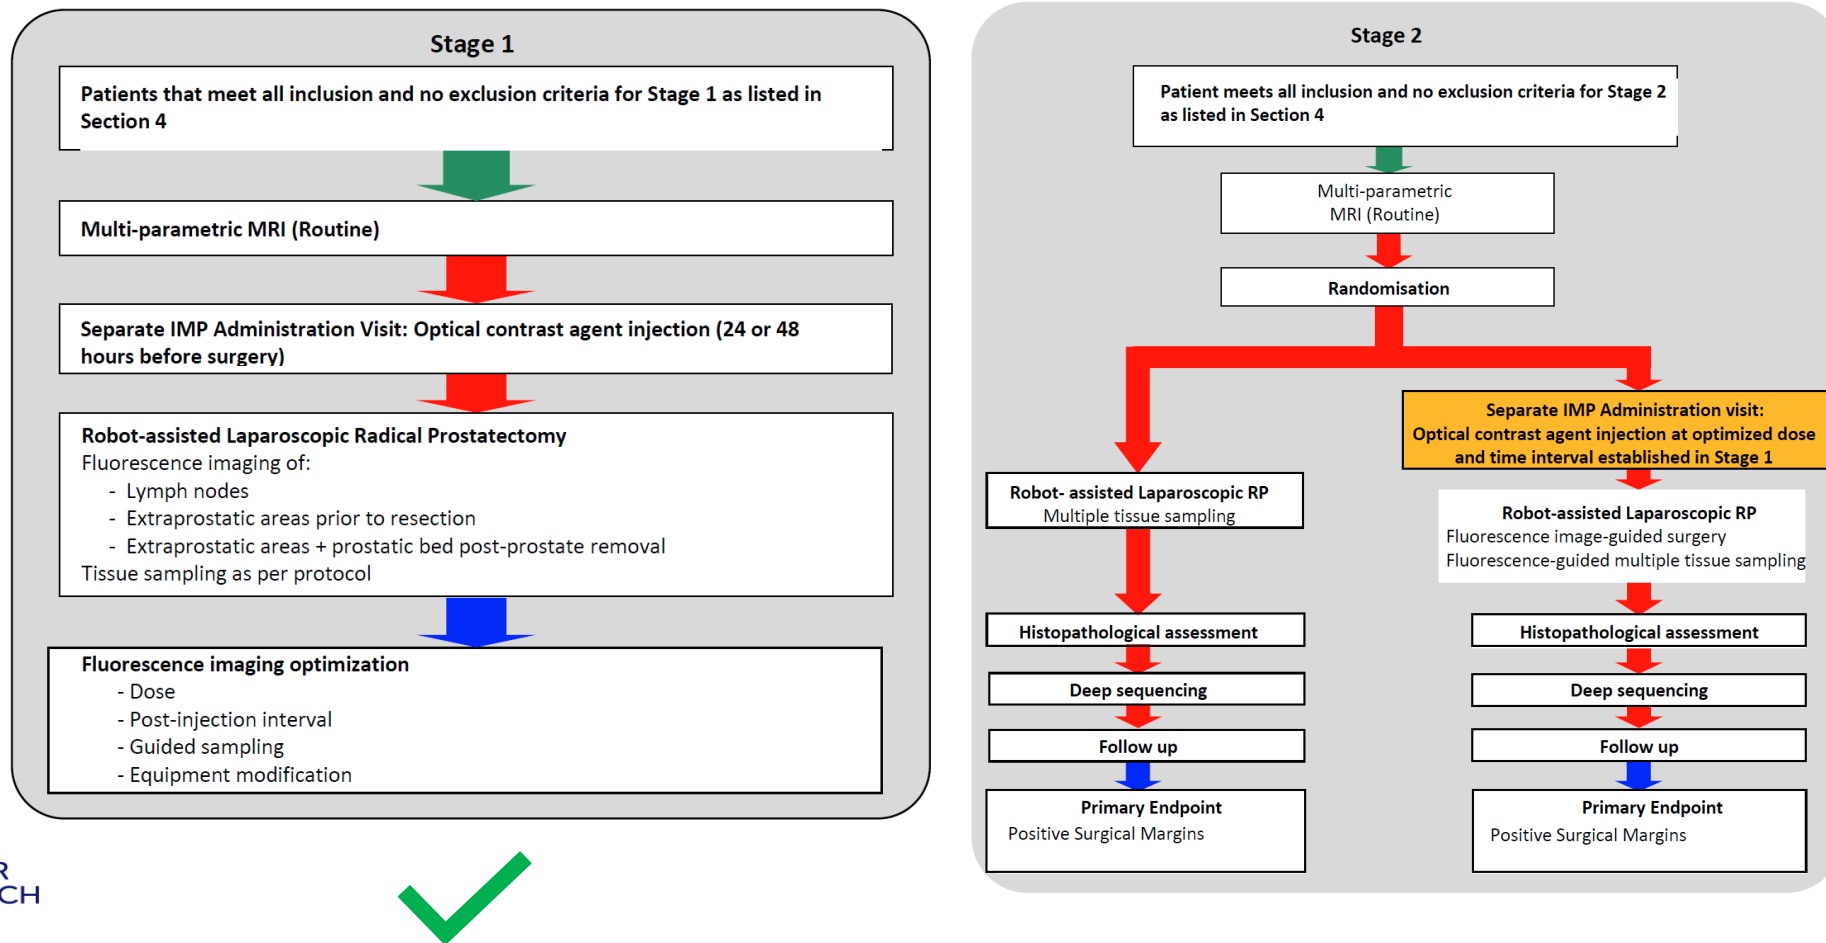 Stage 1
Patients that meet all inclusion and no exclusion criteria for Stage 1 as listed in
Section 4
Multi-parametric MRI (Routine)
Separate IMP Administration Visit: Optical contrast agent injection (24 or 48
hours before surgery)
Robot-assisted Laparoscopic Radical Prostatectomy
Fluorescence imaging of:
- Lymph nodes
- Extraprostatic areas prior to resection
- Extraprostatic areas + prostatic bed post-prostate removal
Tissue sampling as per protocol
Fluorescence imaging optimization
- Dose
- Post-injection interval
- Guided sampling
- Equipment modification
R
CH
Stage 2
Patient meets all inclusion and no exclusion criteria for Stage 2
as listed in Section 4
Multi-parametric
MRI (Routine)
Randomisation
Robot- assisted Laparoscopic RP
Multiple tissue sampling
Histopathological assessment
Deep sequencing
Follow up
Primary Endpoint
Positive Surgical Margins
Separate IMP Administration visit:
Optical contrast agent injection at optimized dose
and time interval established in Stage 1
Robot-assisted Laparoscopic RP
Fluorescence image-guided surgery
Fluorescence-guided multiple tissue sampling
Histopathological assessment
Deep sequencing
Follow up
Primary Endpoint
Positive Surgical Margins